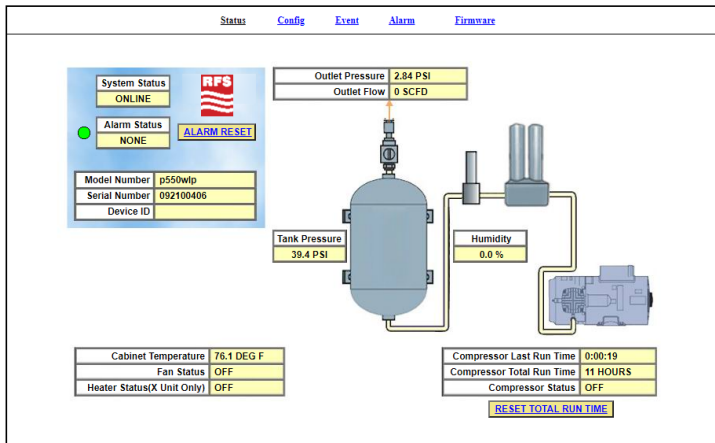 Status Config Event Alarm Firmware
System Status
ONLINE
RFS
Alarm Status
NONE
ALARM RESET
Model Number p550wlp
Serial Number 092100406
Device ID
Outlet Pressure 2.84 PSI
Outlet Flow 0 SCFD
Tank Pressure
39.4 PSI
Humidity
0.0 %
Cabinet Temperature 76.1 DEG F
Fan Status OFF
Heater Status(X Unit Only) OFF
Compressor Last Run Time 0:00:19
Compressor Total Run Time 11 HOURS
Compressor Status OFF
RESET TOTAL RUN TIME